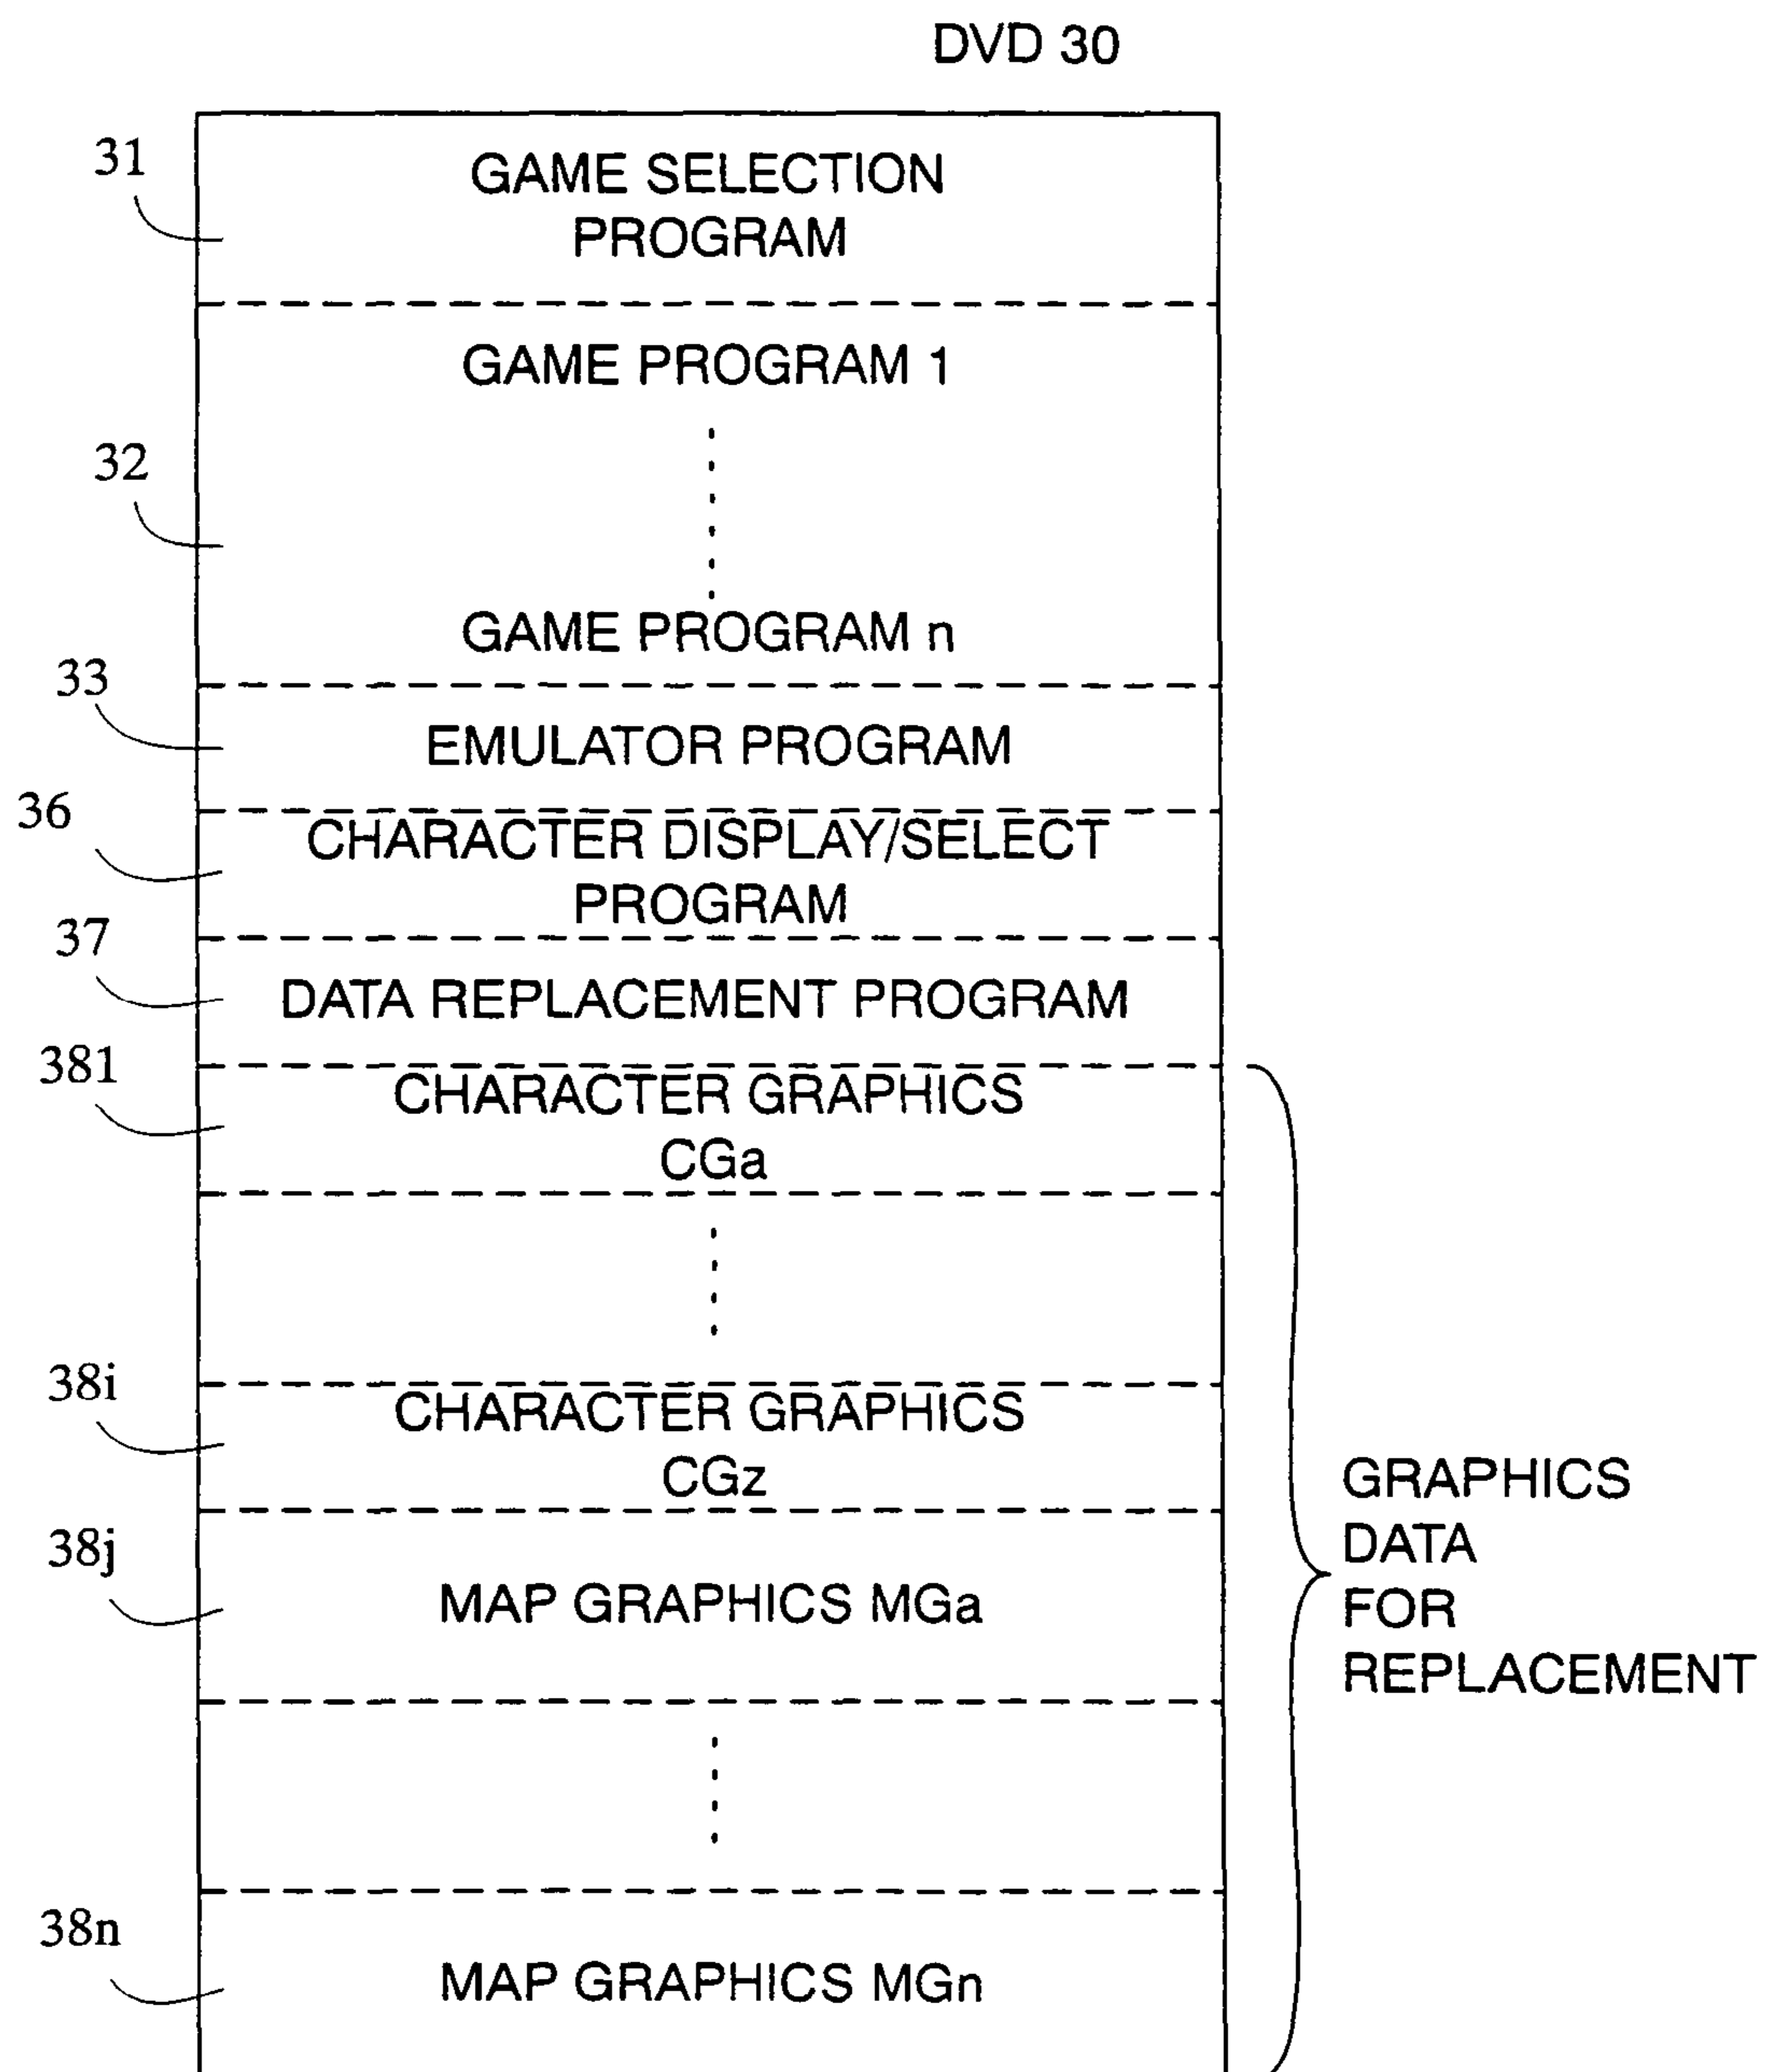 DVD 30
31
GAME SELECTION
PROGRAM
GAME PROGRAM 1
32
GAME PROGRAM n
33
EMULATOR PROGRAM
36
CHARACTER DISPLAY/SELECT
PROGRAM
37
DATA REPLACEMENT PROGRAM
381
CHARACTER GRAPHICS
CGa
38i
CHARACTER GRAPHICS
CGz
38j
MAP GRAPHICS MGa
GRAPHICS
DATA
FOR
REPLACEMENT
38n
MAP GRAPHICS MGn